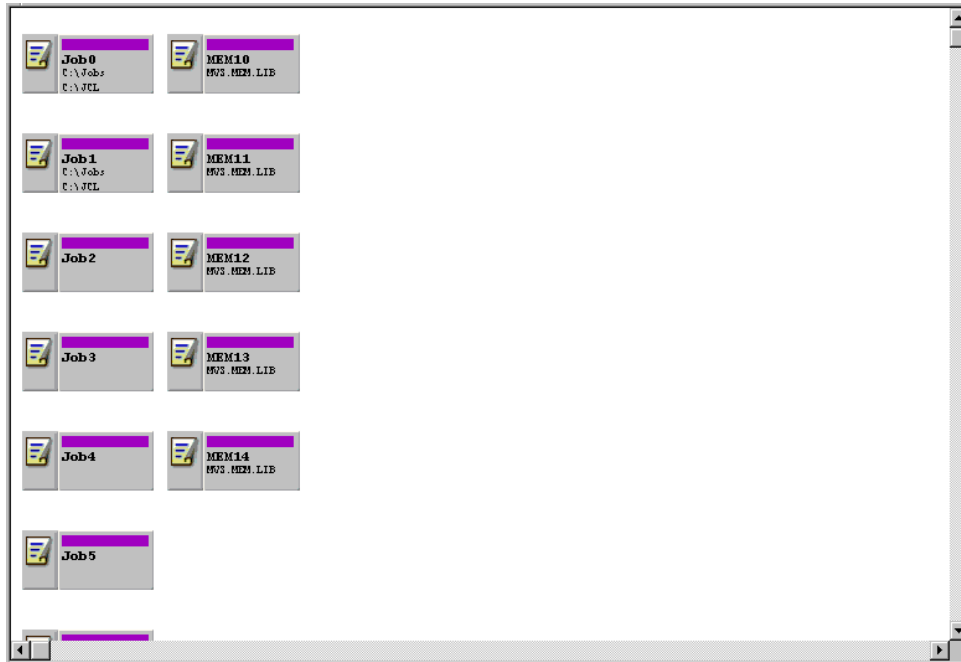 Job0
C:\Jobs
C:\JCL
MEM10
MVS.MEM.LIB
Job1
C:\Jobs
C:\JCL
MEM11
MVS.MEM.LIB
Job2
MEM12
MVS.MEM.LIB
Job3
MEM13
MVS.MEM.LIB
Job4
MEM14
MVS.MEM.LIB
Job5